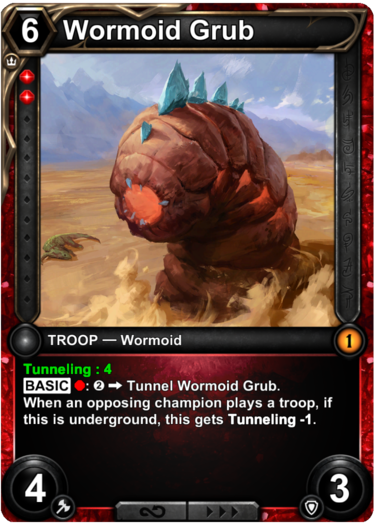 6 Wormoid Grub
TROOP — Wormoid 1
Tunneling : 4
BASIC : 2 ➡ Tunnel Wormoid Grub.
When an opposing champion plays a troop, if
this is underground, this gets Tunneling -1.
4 3